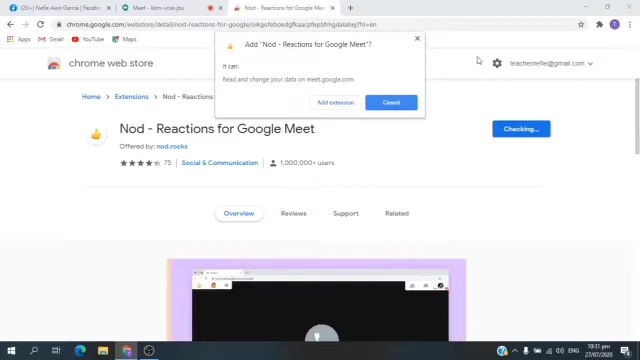 (20+) Nafia Avro Garcia | Facebook
Meet - kkm-vcxk-jbu
Nod - Reactions for Google Meet
chrome.google.com/webstore/detail/nod-reactions-for-google/oikgofeboedgfkaacpfepbfmgdalabej?hl=en
Apps
Gmail
YouTube
Maps
Add "Nod - Reactions for Google Meet"?
It can:
Read and change your data on meet.google.com
Add extension
Cancel
chrome web store
teachernelle@gmail.com
Home
Extensions
Nod - Reactions for
Nod - Reactions for Google Meet
Checking...
Offered by: nod.rocks
75
Social & Communication
1,000,000+ users
Overview
Reviews
Support
Related
ENG
10:31 pm
27/07/2020